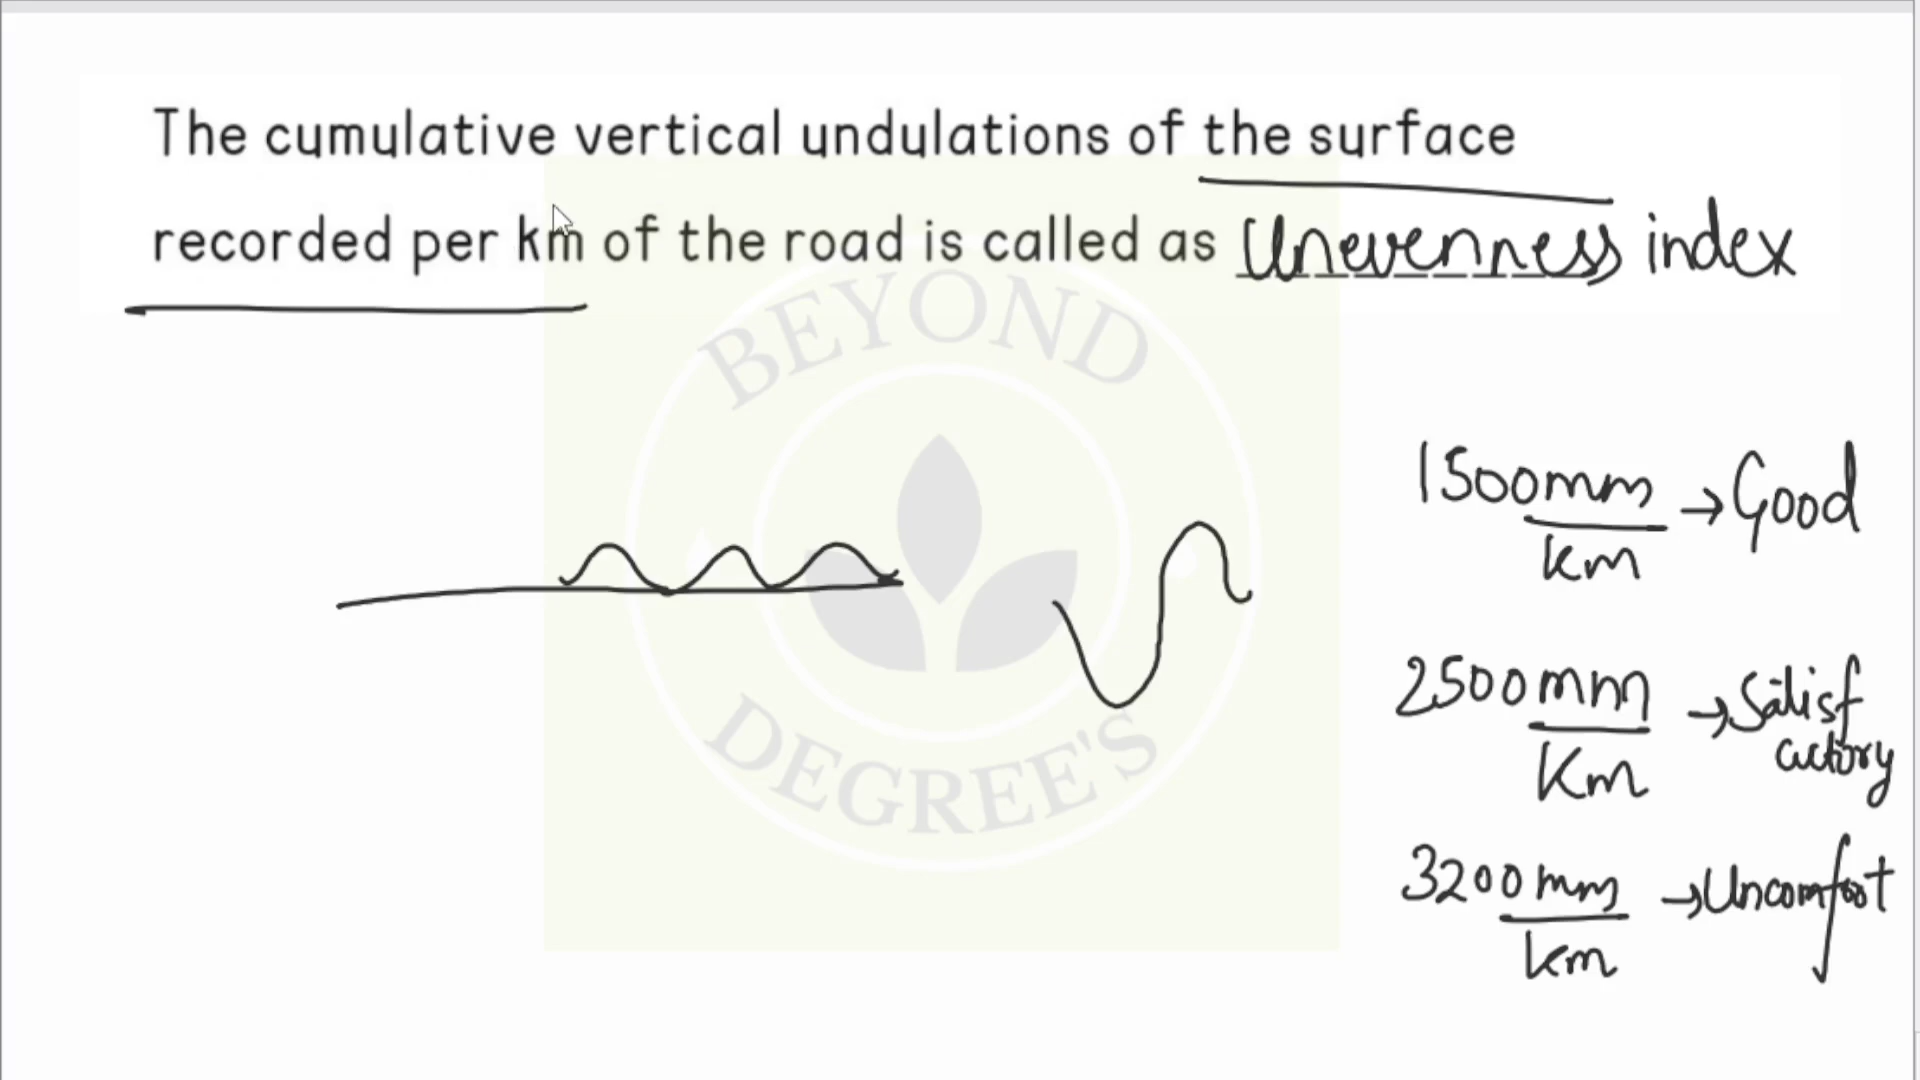 The cumulative vertical undulations of the surface
recorded per km of the road is called as Unevenness index
BEYOND
DEGREE'S
1500mm
km
→ Good
2500mm
Km
→ Satisf
actory
3200mm
km
→ Uncomfort